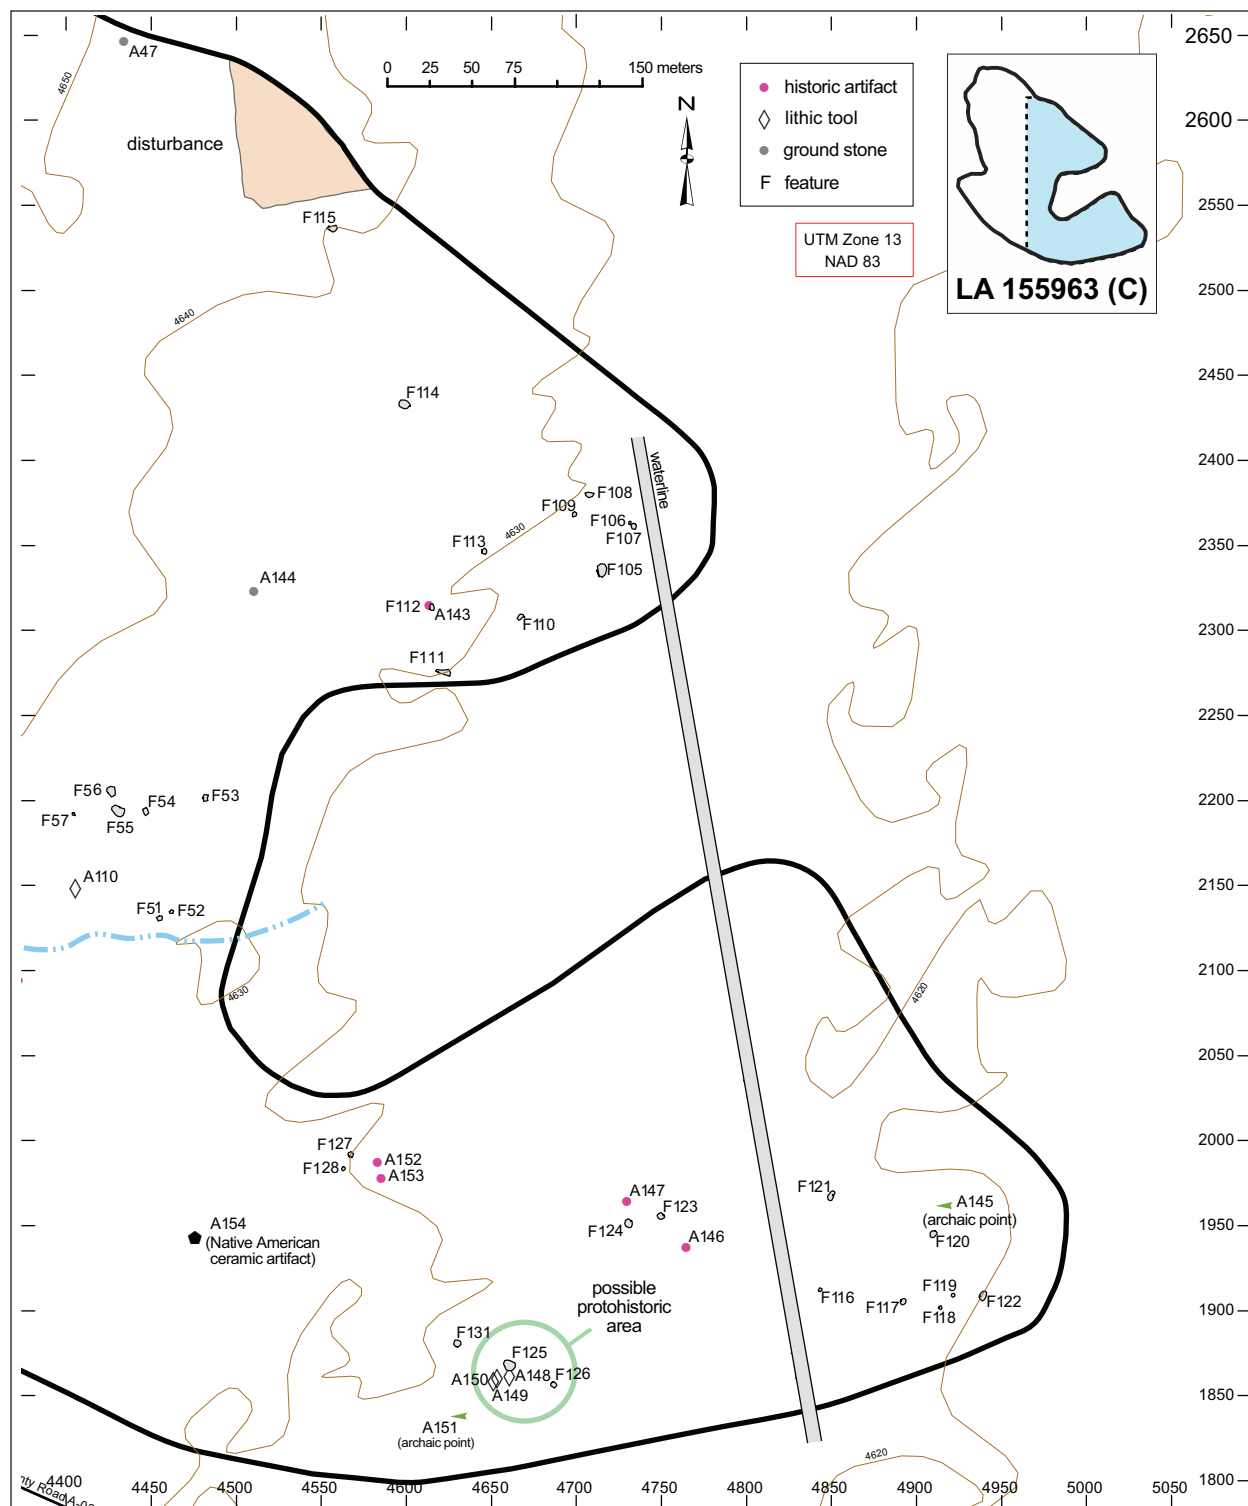 A47
4650
0 25 50 75 150 meters
N
historic artifact
lithic tool
ground stone
F feature
disturbance
UTM Zone 13
NAD 83
LA 155963 (C)
F115
4640
F114
waterline
F108
F109
F106
F107
4630
F113
F105
A144
F112
A143
F110
F111
F56
F57
F55
F54
F53
A110
F51
F52
4630
4620
F127
F128
A152
A153
A154
(Native American
ceramic artifact)
A147
F123
F124
A146
F121
A145
(archaic point)
F120
F116
F117
F119
F118
F122
possible
protohistoric
area
F131
F125
A150
A148
A149
F126
A151
(archaic point)
4620
2650
2600
2550
2500
2450
2400
2350
2300
2250
2200
2150
2100
2050
2000
1950
1900
1850
1800
4400 4450 4500 4550 4600 4650 4700 4750 4800 4850 4900 4950 5000 5050
Road